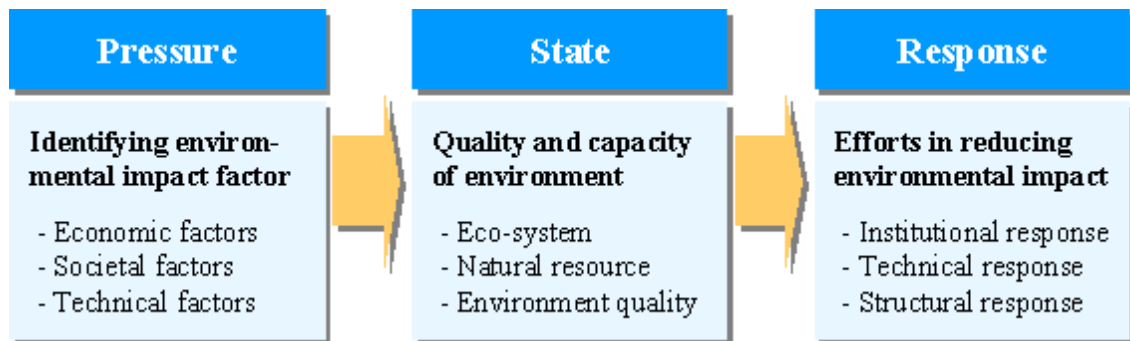 Pressure
Identifying environ-
mental impact factor
- Economic factors
- Societal factors
- Technical factors
State
Quality and capacity
of environment
- Eco-system
- Natural resource
- Environment quality
Response
Efforts in reducing
environmental impact
- Institutional response
- Technical response
- Structural response